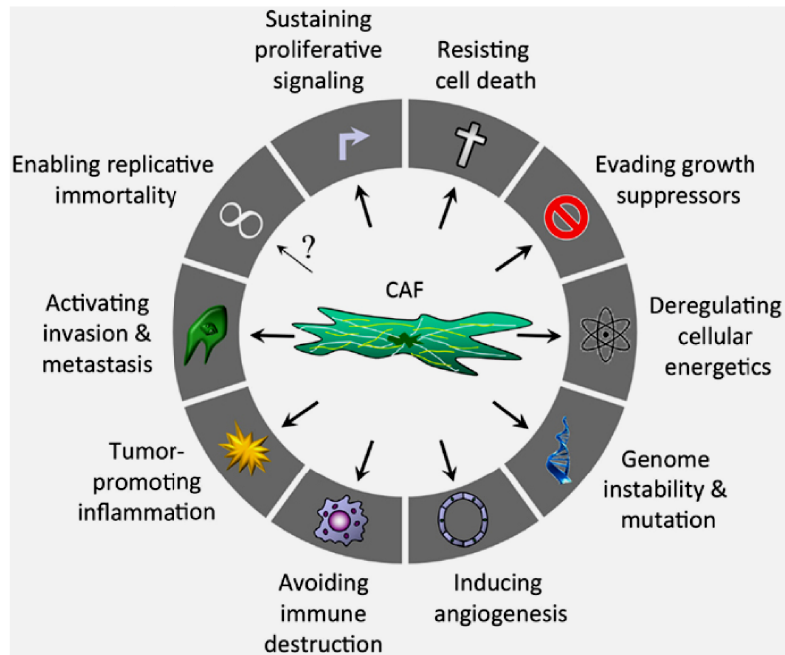 Sustaining
proliferative
signaling
Resisting
cell death
Enabling replicative
immortality
Evading growth
suppressors
?
CAF
Activating
invasion &
metastasis
Deregulating
cellular
energetics
Tumor-
promoting
inflammation
Genome
instability &
mutation
Avoiding
immune
destruction
Inducing
angiogenesis